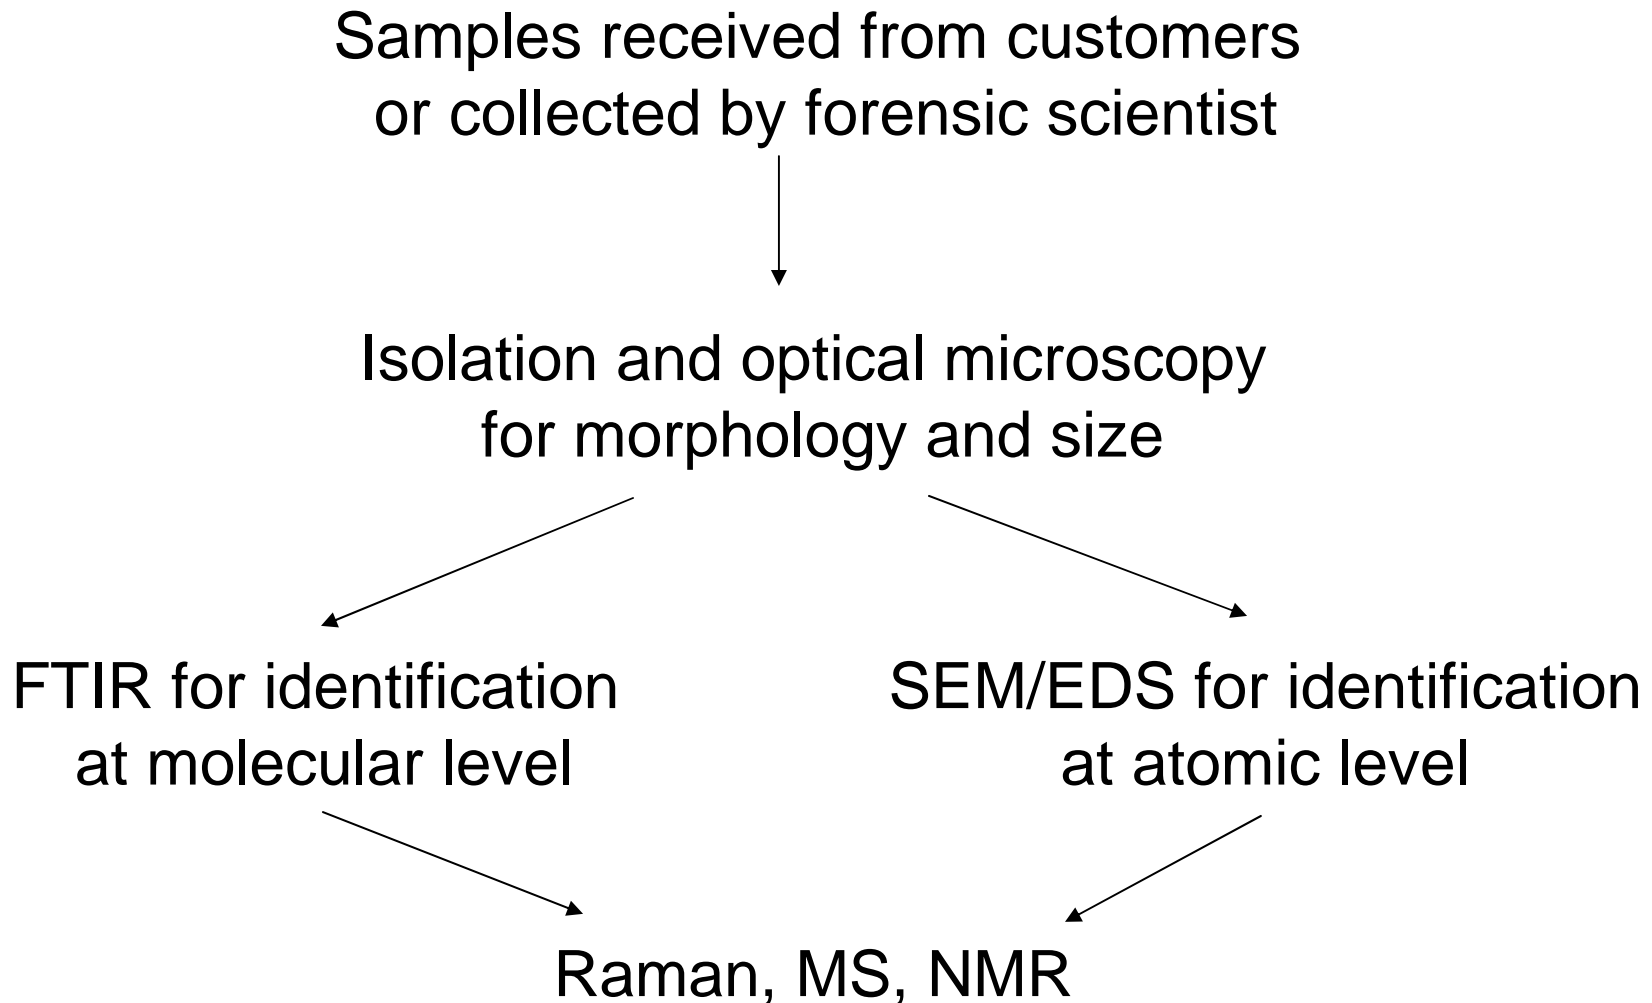 Samples received from customers
or collected by forensic scientist
Isolation and optical microscopy
for morphology and size
FTIR for identification
at molecular level
SEM/EDS for identification
at atomic level
Raman, MS, NMR